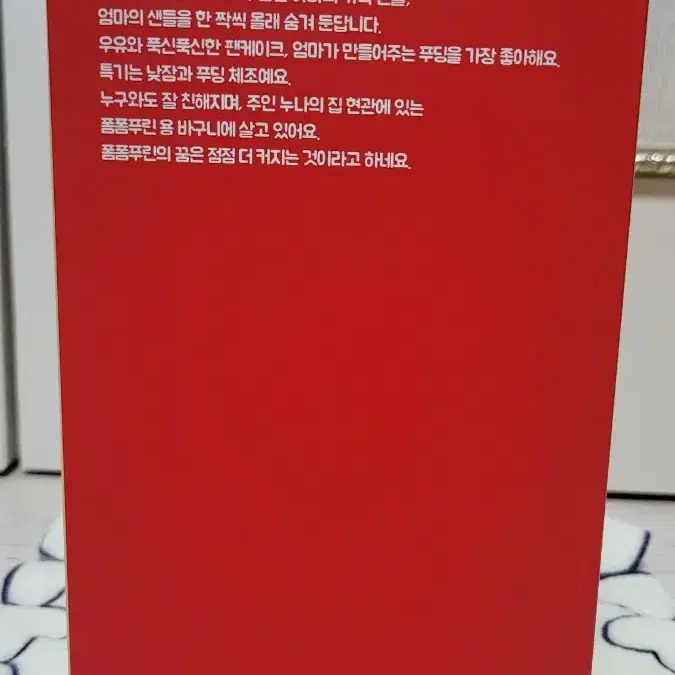 엄마의 샌들을 한 짝씩 몰래 숨겨 둔답니다.
우유와 푹신푹신한 팬케이크, 엄마가 만들어주는 푸딩을 가장 좋아해요.
특기는 낮잠과 푸딩 체조예요.
누구와도 잘 친해지며, 주인 누나의 집 현관에 있는
폼폼푸린 용 바구니에 살고 있어요.
폼폼푸린의 꿈은 점점 더 커지는 것이라고 하네요.